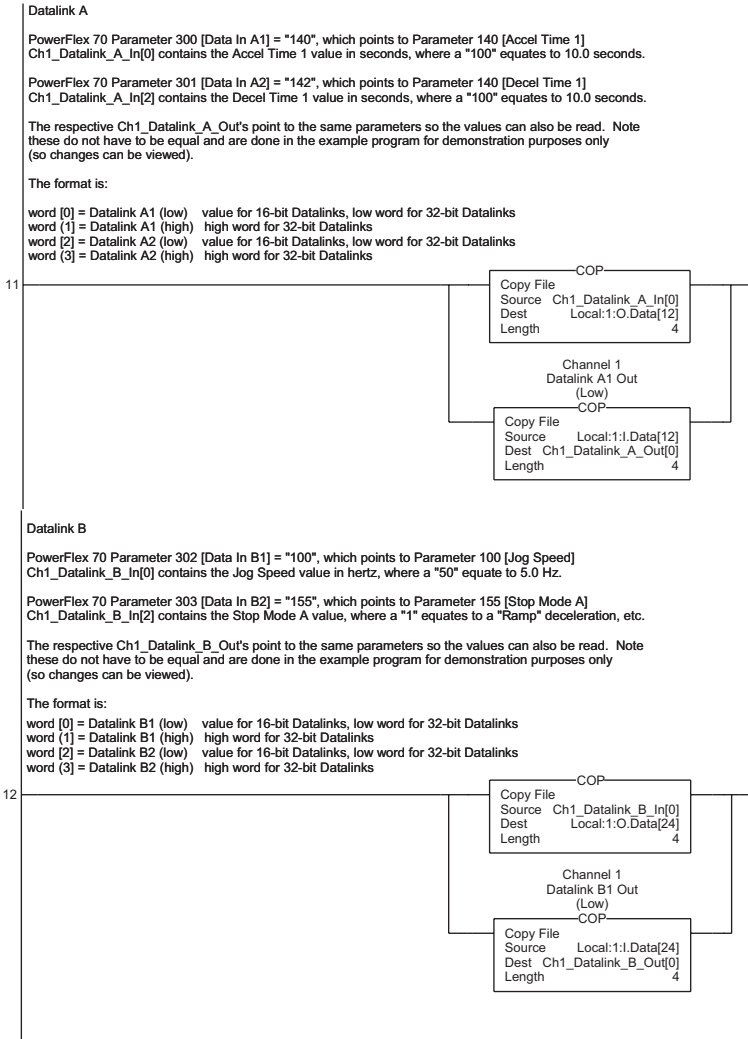 Datalink A
PowerFlex 70 Parameter 300 [Data In A1] = "140", which points to Parameter 140 [Accel Time 1]
Ch1_Datalink_A_In[0] contains the Accel Time 1 value in seconds, where a "100" equates to 10.0 seconds.
PowerFlex 70 Parameter 301 [Data In A2] = "142", which points to Parameter 140 [Decel Time 1]
Ch1_Datalink_A_In[2] contains the Decel Time 1 value in seconds, where a "100" equates to 10.0 seconds.
The respective Ch1_Datalink_A_Out's point to the same parameters so the values can also be read. Note
these do not have to be equal and are done in the example program for demonstration purposes only
(so changes can be viewed).
The format is:
word [0] = Datalink A1 (low) value for 16-bit Datalinks, low word for 32-bit Datalinks
word (1] = Datalink A1 (high) high word for 32-bit Datalinks
word [2] = Datalink A2 (low) value for 16-bit Datalinks, low word for 32-bit Datalinks
word (3] = Datalink A2 (high) high word for 32-bit Datalinks
11
COP
Copy File
Source Ch1_Datalink_A_In[0]
Dest Local:1:O.Data[12]
Length 4
Channel 1
Datalink A1 Out
(Low)
COP
Copy File
Source Local:1:I.Data[12]
Dest Ch1_Datalink_A_Out[0]
Length 4
Datalink B
PowerFlex 70 Parameter 302 [Data In B1] = "100", which points to Parameter 100 [Jog Speed]
Ch1_Datalink_B_In[0] contains the Jog Speed value in hertz, where a "50" equate to 5.0 Hz.
PowerFlex 70 Parameter 303 [Data In B2] = "155", which points to Parameter 155 [Stop Mode A]
Ch1_Datalink_B_In[2] contains the Stop Mode A value, where a "1" equates to a "Ramp" deceleration, etc.
The respective Ch1_Datalink_B_Out's point to the same parameters so the values can also be read. Note
these do not have to be equal and are done in the example program for demonstration purposes only
(so changes can be viewed).
The format is:
word [0] = Datalink B1 (low) value for 16-bit Datalinks, low word for 32-bit Datalinks
word (1] = Datalink B1 (high) high word for 32-bit Datalinks
word [2] = Datalink B2 (low) value for 16-bit Datalinks, low word for 32-bit Datalinks
word (3] = Datalink B2 (high) high word for 32-bit Datalinks
12
COP
Copy File
Source Ch1_Datalink_B_In[0]
Dest Local:1:O.Data[24]
Length 4
Channel 1
Datalink B1 Out
(Low)
COP
Copy File
Source Local:1:I.Data[24]
Dest Ch1_Datalink_B_Out[0]
Length 4